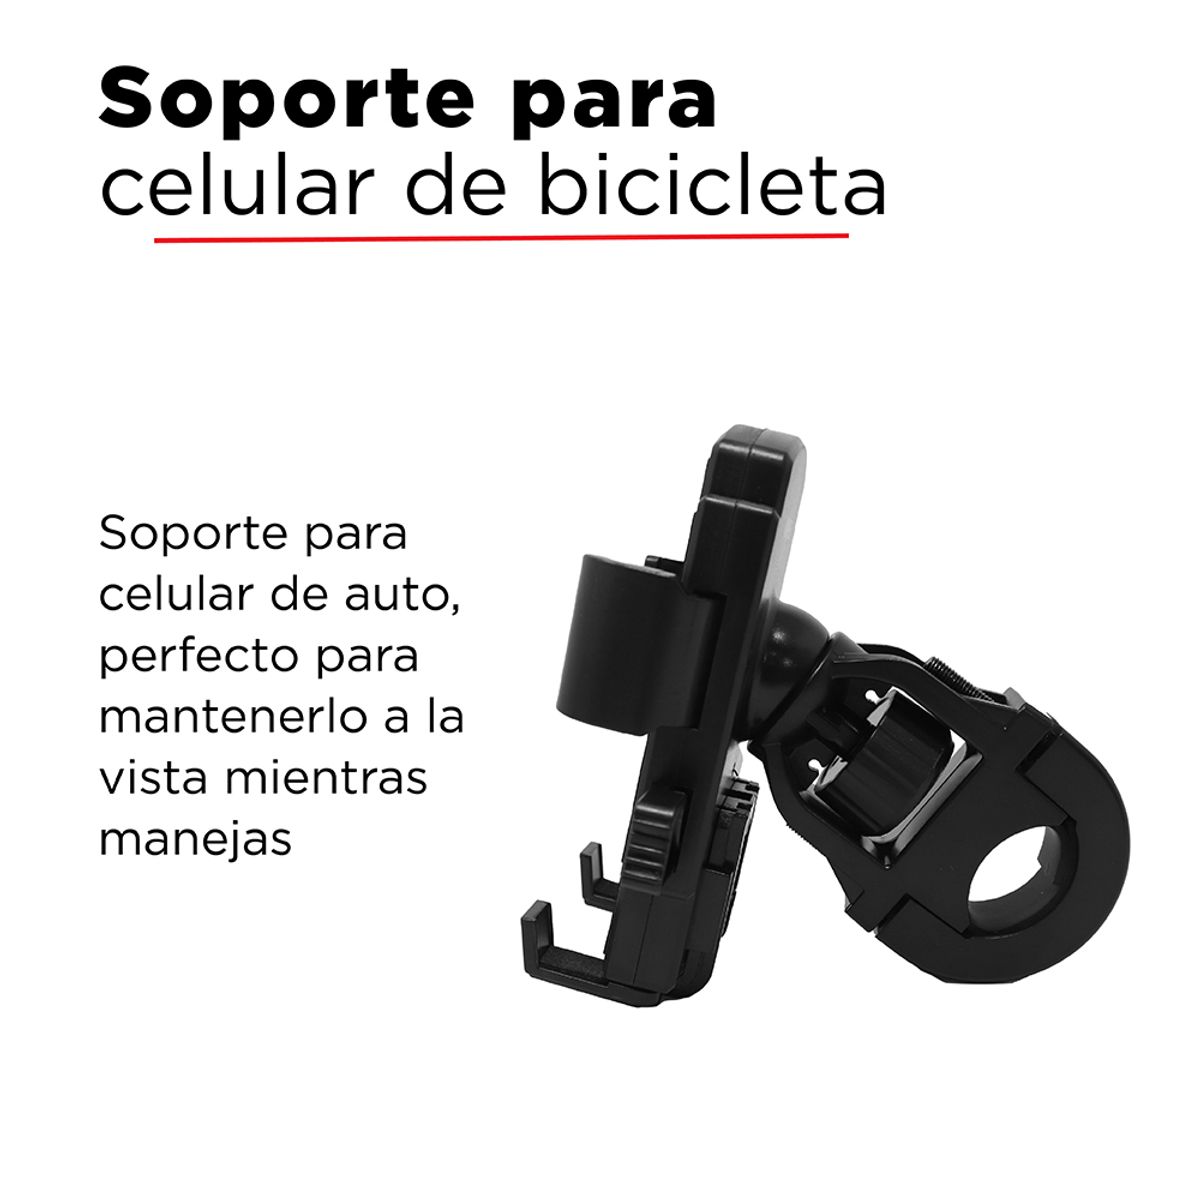 Soporte para
celular de bicicleta
Soporte para
celular de auto,
perfecto para
mantenerlo a la
vista mientras
manejas